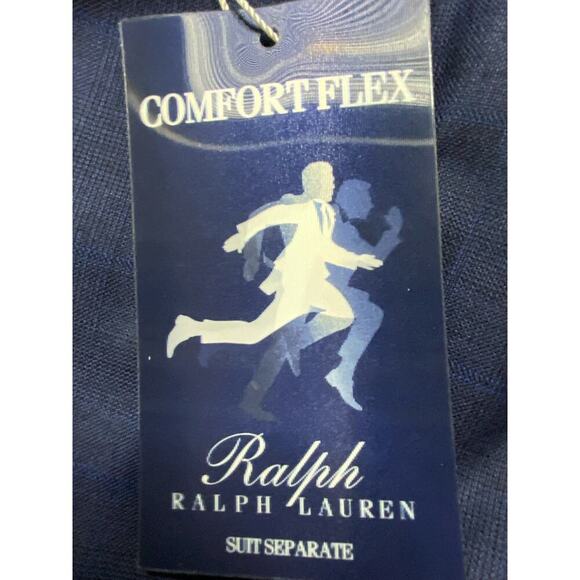 COMFORT FLEX
Ralph
RALPH LAUREN
SUIT SEPARATE